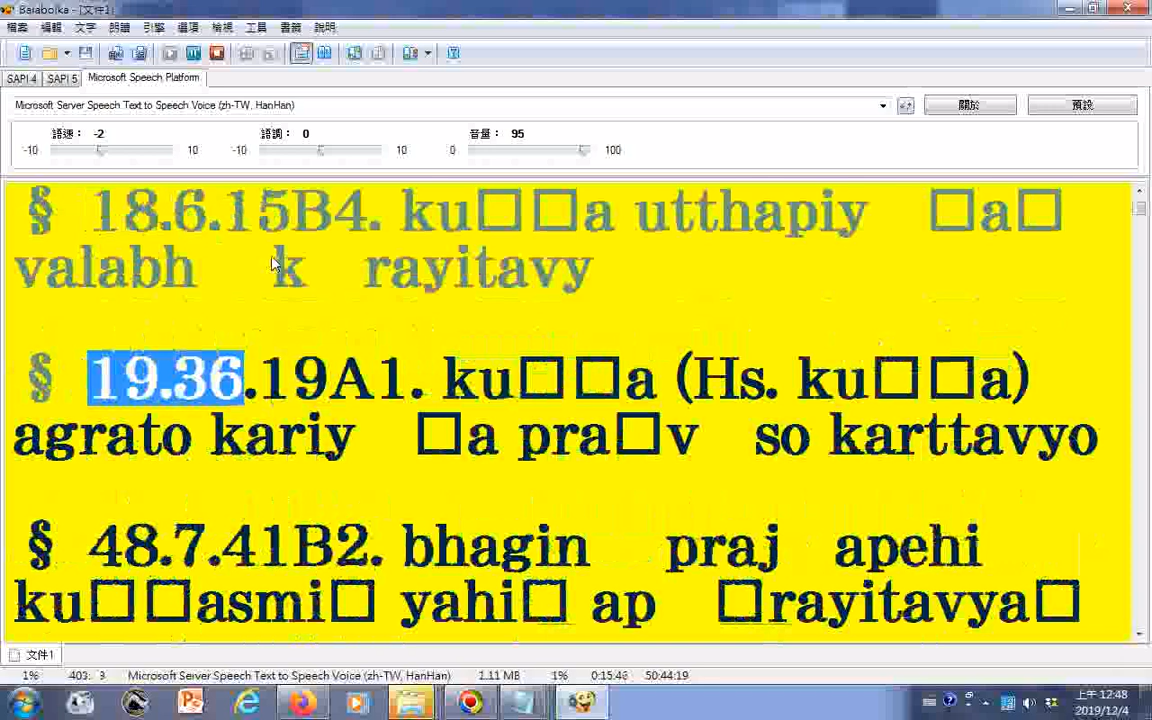 Balabolka - [文件1]
檔案 編輯 文字 朗讀 引擎 選項 檢視 工具 書籤 說明
SAPI 4 SAPI 5 Microsoft Speech Platform
Microsoft Server Speech Text to Speech Voice (zh-TW, HanHan) 關於 預設
語速： -2 語調： 0 音量： 95
-10 10 -10 10 0 100
§ 18.6.15B4. ku□□a utthapiy □a□
valabh k rayitavy
§ 19.36.19A1. ku□□a (Hs. ku□□a)
agrato kariy □a pra□v so karttavyo
§ 48.7.41B2. bhagin praj apehi
ku□□asmi□ yahi□ ap □rayitavya□
文件1
1% 403: 3 Microsoft Server Speech Text to Speech Voice (zh-TW, HanHan) 1.11 MB 1% 0:15:46 50:44:19
上午 12:48
2019/12/4